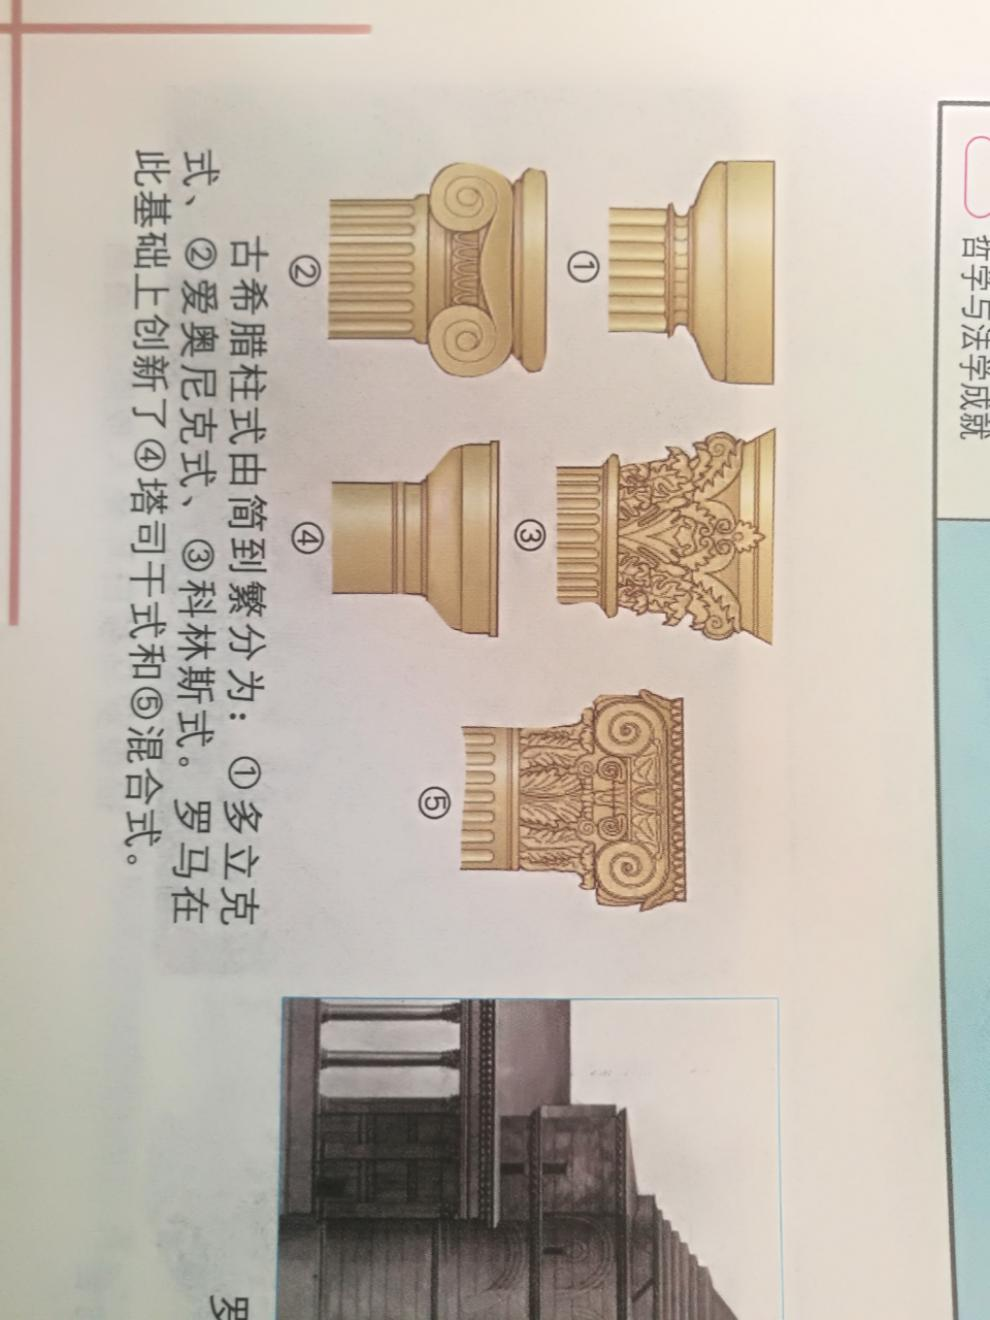 哲学与法学成就
①
②
③
④
⑤
古希腊柱式由简到繁分为：①多立克
式、②爱奥尼克式、③科林斯式。罗马在
此基础上创新了④塔司干式和⑤混合式。